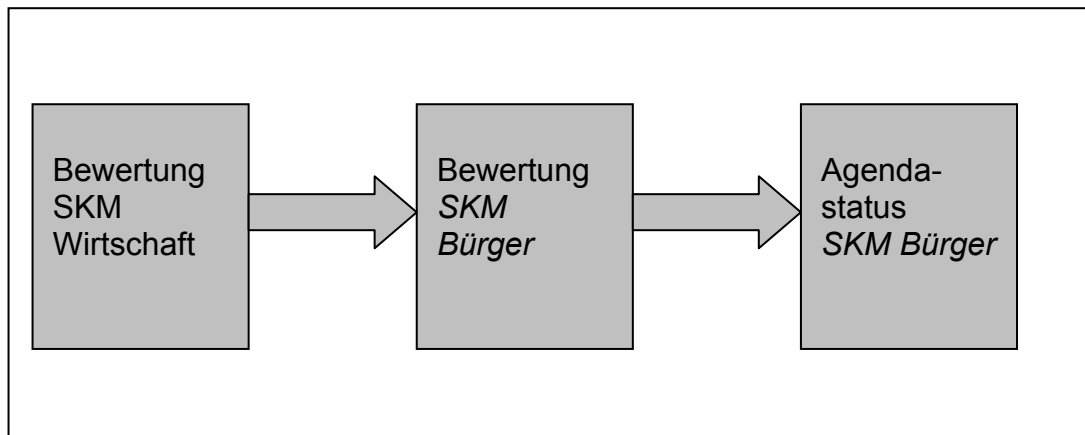 Bewertung
SKM
Wirtschaft
Bewertung
SKM
Bürger
Agenda-
status
SKM Bürger